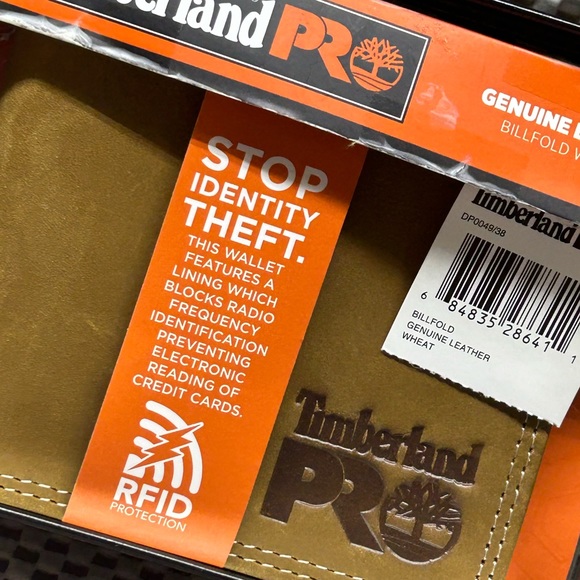 Timberland PRO
GENUINE
BILLFOLD
STOP
IDENTITY
THEFT.
THIS WALLET
FEATURES A
LINING WHICH
BLOCKS RADIO
FREQUENCY
IDENTIFICATION
PREVENTING
ELECTRONIC
READING OF
CREDIT CARDS.
RFID
PROTECTION
Timberland
DP0049/38
6 84835 28641 1
BILLFOLD
GENUINE LEATHER
WHEAT
Timberland
PRO